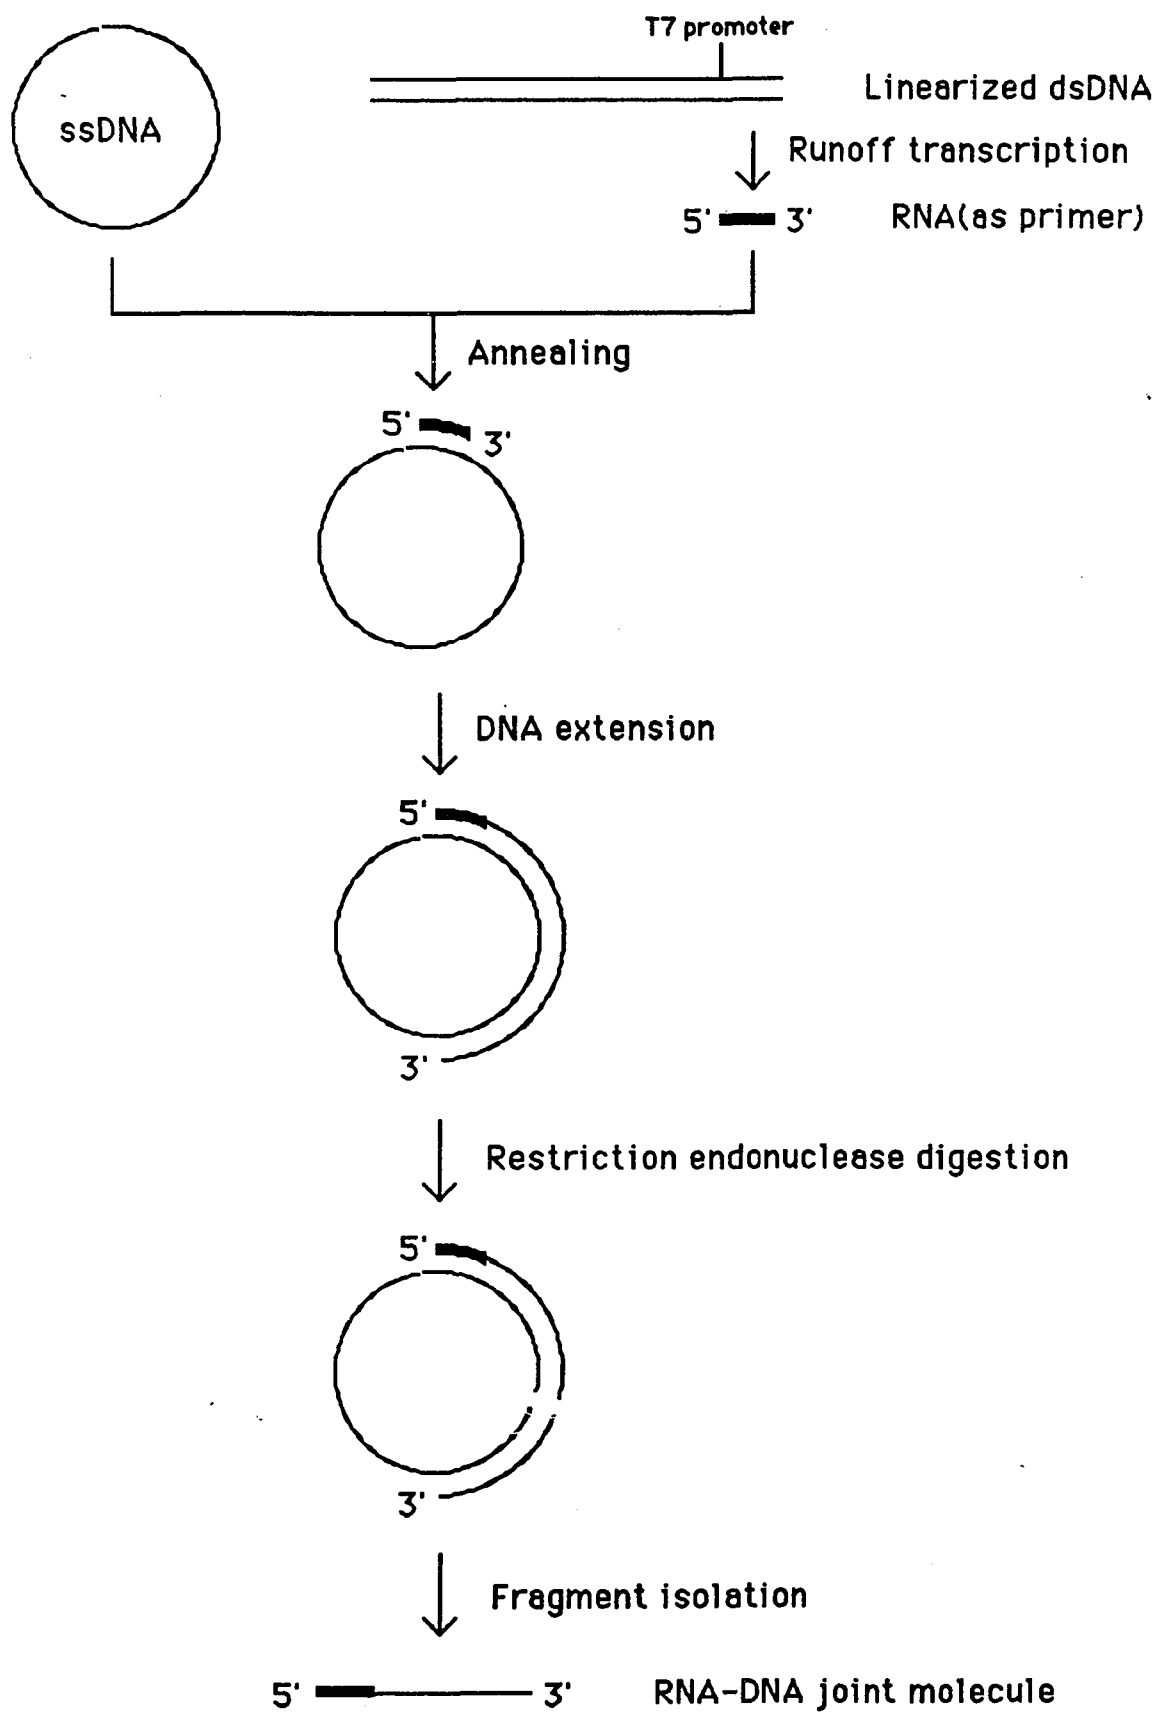 T7 promoter
ssDNA
Linearized dsDNA
Runoff transcription
5' 3' RNA(as primer)
Annealing
5' 3'
DNA extension
5'
3'
Restriction endonuclease digestion
5'
3'
Fragment isolation
5' 3' RNA-DNA joint molecule